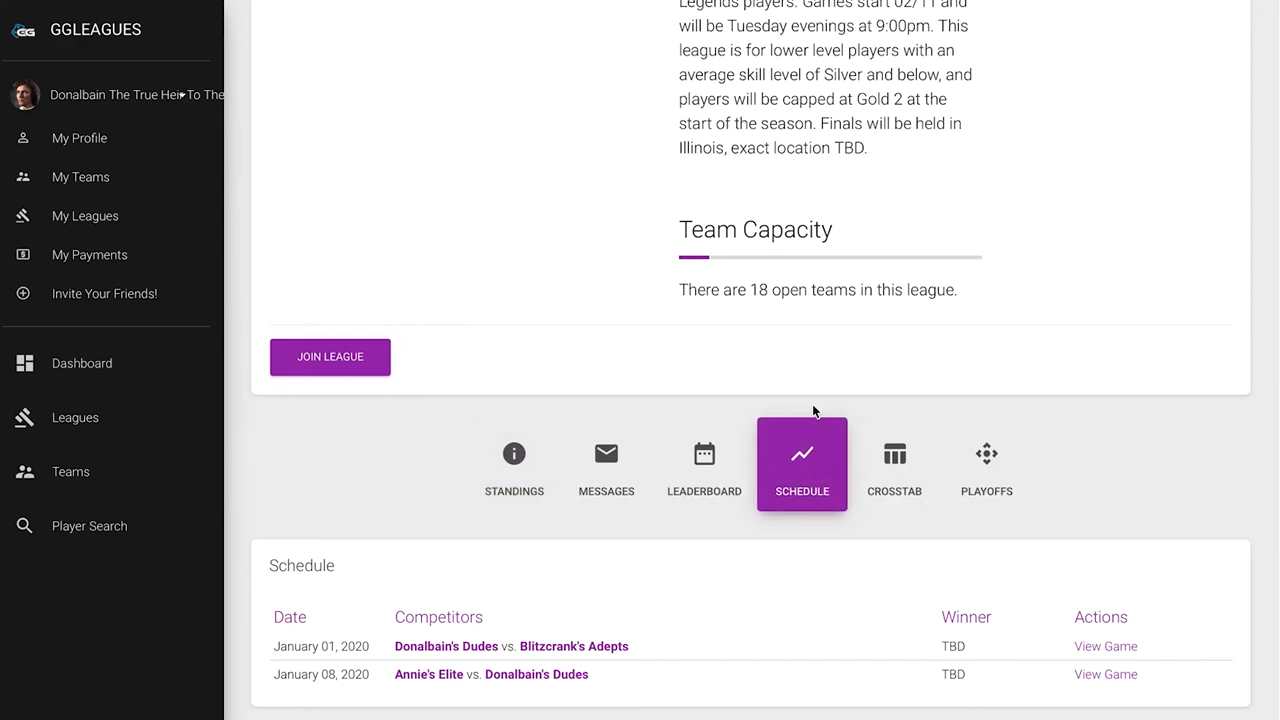 GGLEAGUES
Donalbain The True Heir To The
My Profile
My Teams
My Leagues
My Payments
Invite Your Friends!
Dashboard
Leagues
Teams
Player Search
Legends players. Games start 02/11 and
will be Tuesday evenings at 9:00pm. This
league is for lower level players with an
average skill level of Silver and below, and
players will be capped at Gold 2 at the
start of the season. Finals will be held in
Illinois, exact location TBD.
Team Capacity
There are 18 open teams in this league.
JOIN LEAGUE
STANDINGS
MESSAGES
LEADERBOARD
SCHEDULE
CROSSTAB
PLAYOFFS
Schedule
Date Competitors Winner Actions
January 01, 2020 Donalbain's Dudes vs. Blitzcrank's Adepts TBD View Game
January 08, 2020 Annie's Elite vs. Donalbain's Dudes TBD View Game